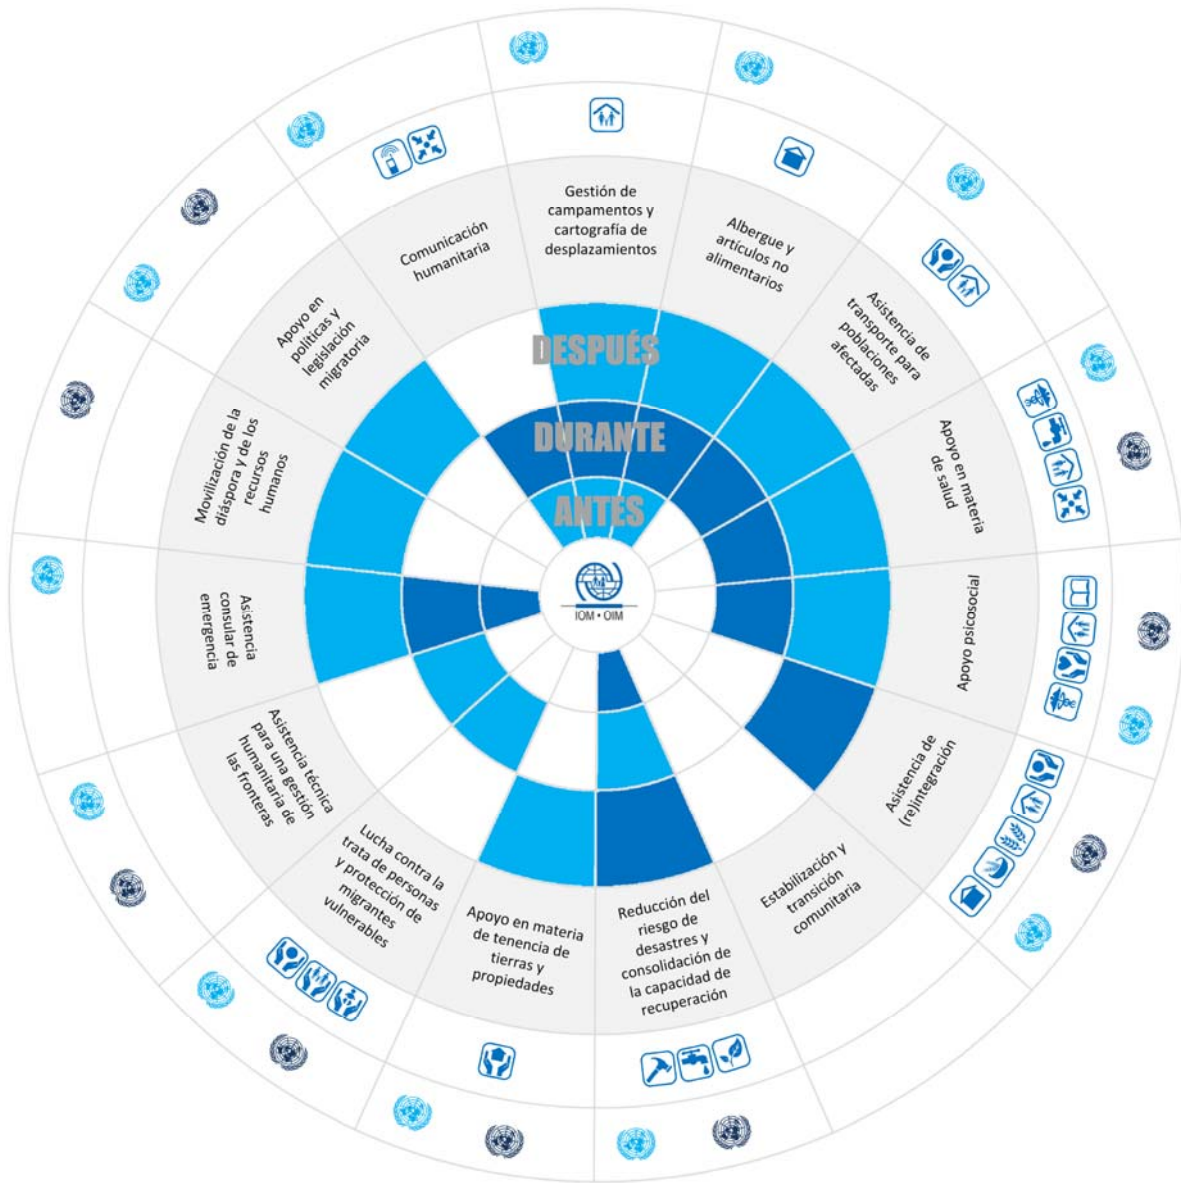 Gestión de
campamentos y
cartografía de
desplazamientos
Albergue y
artículos no
alimentarios
Asistencia de
transporte para
poblaciones
afectadas
Apoyo en materia
de salud
Apoyo psicosocial
Asistencia de
(re)integración
Estabilización y
transición
comunitaria
Reducción del
riesgo de
desastres y
consolidación de
la capacidad de
recuperación
Apoyo en materia
de tenencia de
tierras y
propiedades
Lucha contra la
trata de personas
y protección de
migrantes
vulnerables
Asistencia técnica
para una gestión
humanitaria de
las fronteras
Asistencia
consular de
emergencia
Movilización de la
diáspora y de los
recursos
humanos
Apoyo en
políticas y
legislación
migratoria
Comunicación
humanitaria
DESPUÉS
DURANTE
ANTES
IOM • OIM